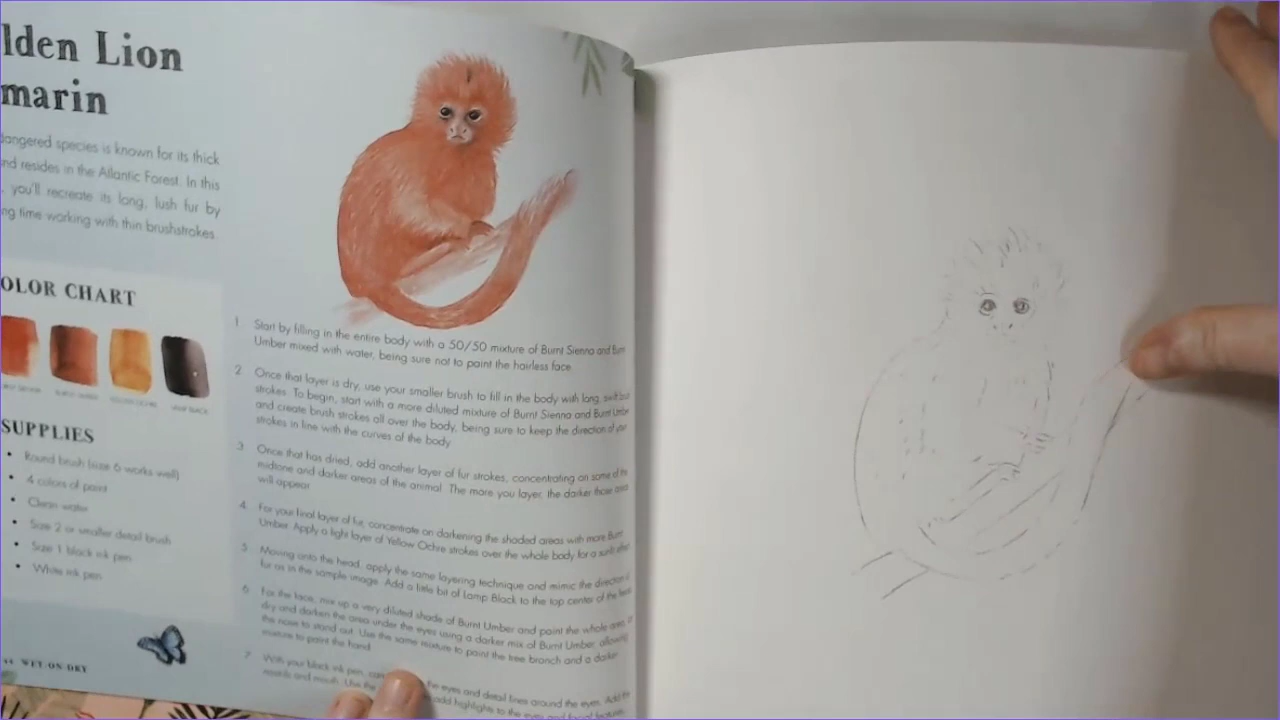 lden Lion
marin
dangered species is known for its thick
nd resides in the Atlantic Forest. In this
, you'll recreate its long, lush fur by
ng time working with thin brushstrokes.
OLOR CHART
SUPPLIES
• Round brush (size 6 works well)
• 4 colors of paint
• Clean water
• Size 2 or smaller detail brush
• Size 1 black ink pen
• White ink pen
WET-ON-DRY
1. Start by filling in the entire body with a 50/50 mixture of Burnt Sienna and Burnt
Umber mixed with water, being sure not to paint the hairless face.
2. Once that layer is dry, use your smaller brush to fill in the body with long, swift
strokes. To begin, start with a more diluted mixture of Burnt Sienna and Burnt Umber
and create brush strokes all over the body, being sure to keep the direction of your
strokes in line with the curves of the body.
3. Once that has dried, add another layer of fur strokes, concentrating on some of the
midtone and darker areas of the animal. The more you layer, the darker those areas
will appear.
4. For your final layer of fur, concentrate on darkening the shaded areas with more Burnt
Umber. Apply a light layer of Yellow Ochre strokes over the whole body for a
5. Moving onto the head, apply the same layering technique and mimic the direction
fur as in the sample image. Add a little bit of Lamp Black to the top center of the
6. For the face, mix up a very diluted shade of Burnt Umber and paint the whole area.
dry and darken the area under the eyes using a darker mix of Burnt Umber, allowing
the nose to stand out. Use the same mixture to paint the tree branch and a darker
mixture to paint the hand.
7. With your black ink pen, the eyes and detail lines around the eyes. Add the
nostrils and mouth. Use the add highlights to the eyes and facial features.